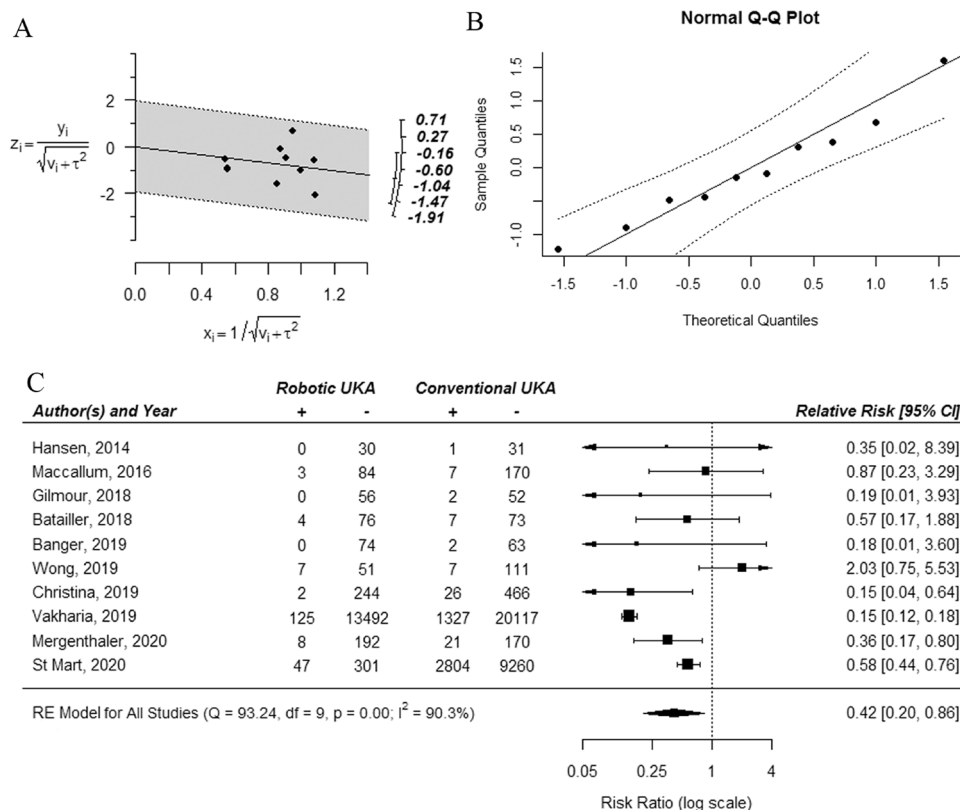 A
2
0
-2
z_i = y_i / √(v_i + τ²)
0.71
0.27
-0.16
-0.60
-1.04
-1.47
-1.91
0.0 0.4 0.8 1.2
x_i = 1/√(v_i + τ²)
B
Normal Q-Q Plot
Sample Quantiles
1.5
0.5
0.0
-1.0
-1.5 -1.0 -0.5 0.0 0.5 1.0 1.5
Theoretical Quantiles
C
Robotic UKA Conventional UKA
Author(s) and Year + - + - Relative Risk [95% CI]
Hansen, 2014 0 30 1 31 0.35 [0.02, 8.39]
Maccallum, 2016 3 84 7 170 0.87 [0.23, 3.29]
Gilmour, 2018 0 56 2 52 0.19 [0.01, 3.93]
Batailler, 2018 4 76 7 73 0.57 [0.17, 1.88]
Banger, 2019 0 74 2 63 0.18 [0.01, 3.60]
Wong, 2019 7 51 7 111 2.03 [0.75, 5.53]
Christina, 2019 2 244 26 466 0.15 [0.04, 0.64]
Vakharia, 2019 125 13492 1327 20117 0.15 [0.12, 0.18]
Mergenthaler, 2020 8 192 21 170 0.36 [0.17, 0.80]
St Mart, 2020 47 301 2804 9260 0.58 [0.44, 0.76]
RE Model for All Studies (Q = 93.24, df = 9, p = 0.00; I² = 90.3%) 0.42 [0.20, 0.86]
0.05 0.25 1 4
Risk Ratio (log scale)